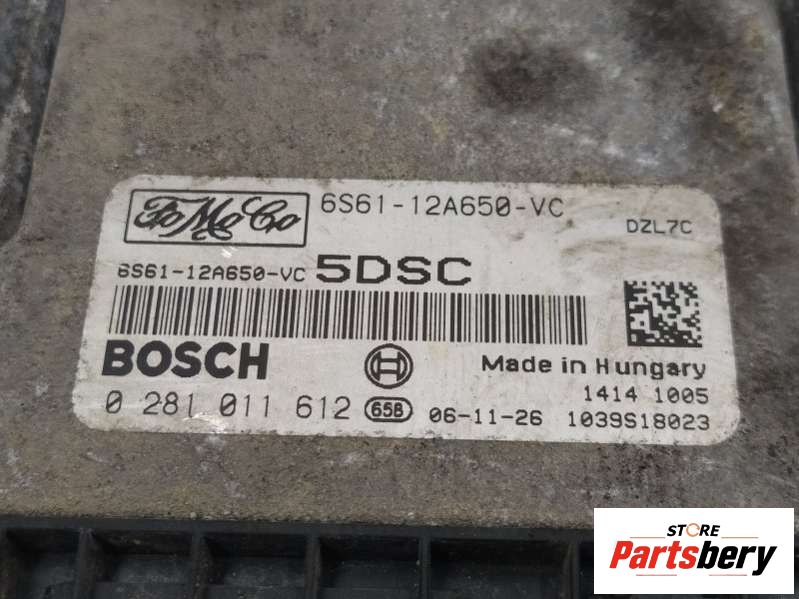 FoMoCo 6S61-12A650-VC
DZL7C
6S61-12A650-VC 5DSC
BOSCH Made in Hungary
1414 1005
0 281 011 612 65B 06-11-26 1039S18023
STORE
Partsbery